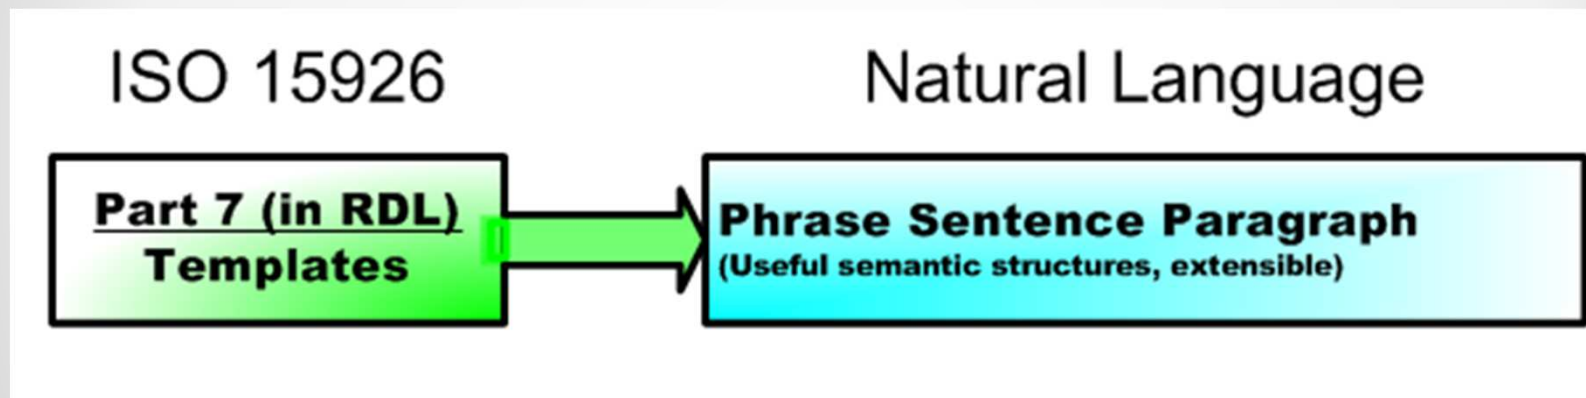 ISO 15926
Natural Language
Part 7 (in RDL)
Templates
Phrase Sentence Paragraph
(Useful semantic structures, extensible)